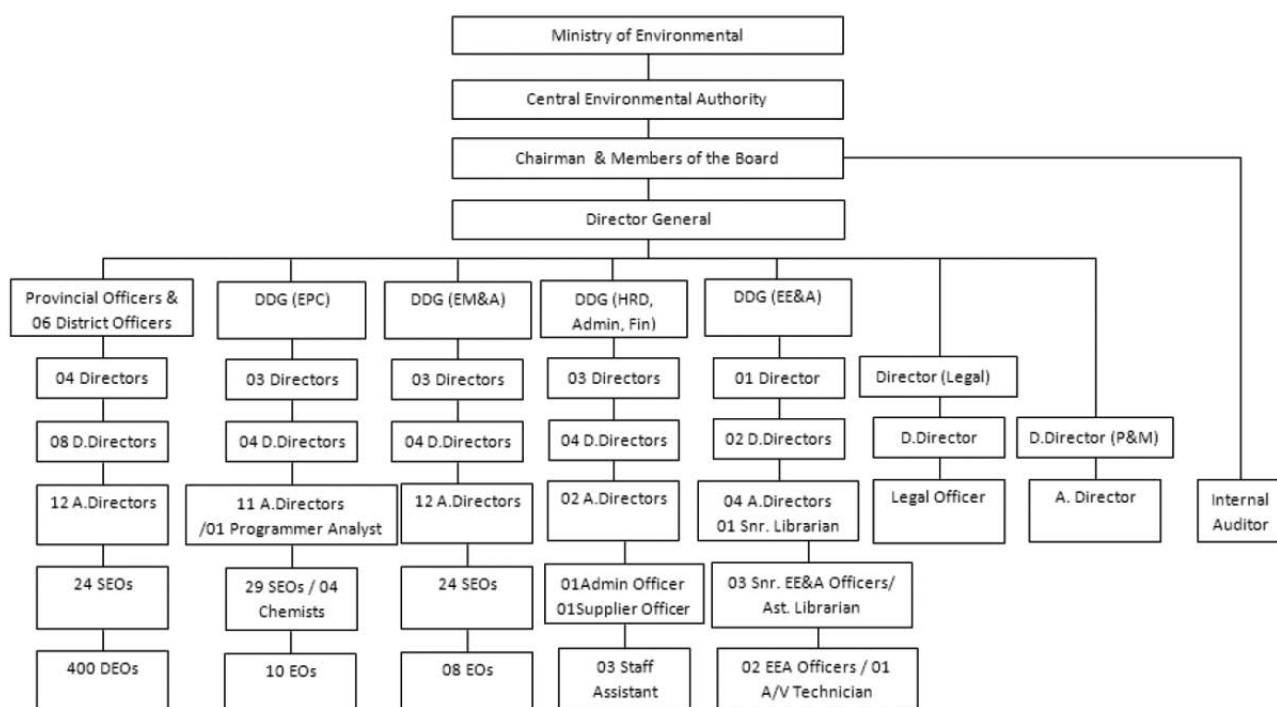 Ministry of Environmental
Central Environmental Authority
Chairman & Members of the Board
Director General
Provincial Officers &
06 District Officers
DDG (EPC)
DDG (EM&A)
DDG (HRD,
Admin, Fin)
DDG (EE&A)
04 Directors
03 Directors
03 Directors
03 Directors
01 Director
Director (Legal)
08 D.Directors
04 D.Directors
04 D.Directors
04 D.Directors
02 D.Directors
D.Director
D.Director (P&M)
12 A.Directors
11 A.Directors
/01 Programmer Analyst
12 A.Directors
02 A.Directors
04 A.Directors
01 Snr. Librarian
Legal Officer
A. Director
Internal
Auditor
24 SEOs
29 SEOs / 04
Chemists
24 SEOs
01Admin Officer
01Supplier Officer
03 Snr. EE&A Officers/
Ast. Librarian
400 DEOs
10 EOs
08 EOs
03 Staff
Assistant
02 EEA Officers / 01
A/V Technician